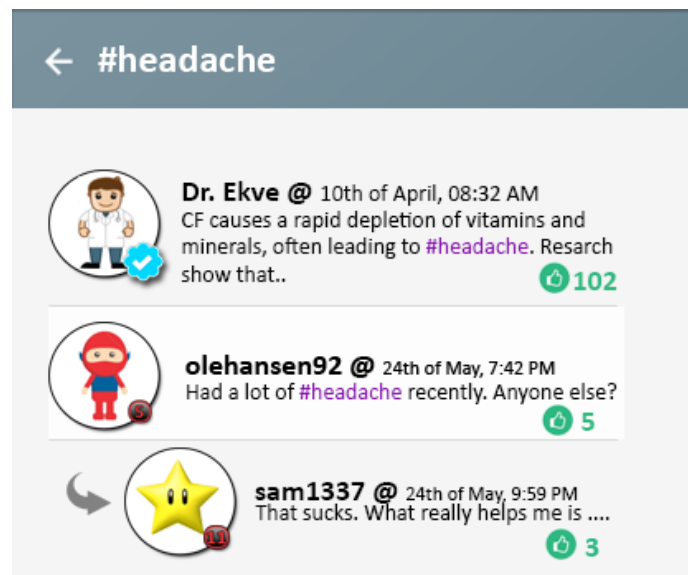 #headache
Dr. Ekve @ 10th of April, 08:32 AM
CF causes a rapid depletion of vitamins and
minerals, often leading to #headache. Resarch
show that..
102
olehansen92 @ 24th of May, 7:42 PM
Had a lot of #headache recently. Anyone else?
5
5
sam1337 @ 24th of May, 9:59 PM
That sucks. What really helps me is ....
11
3